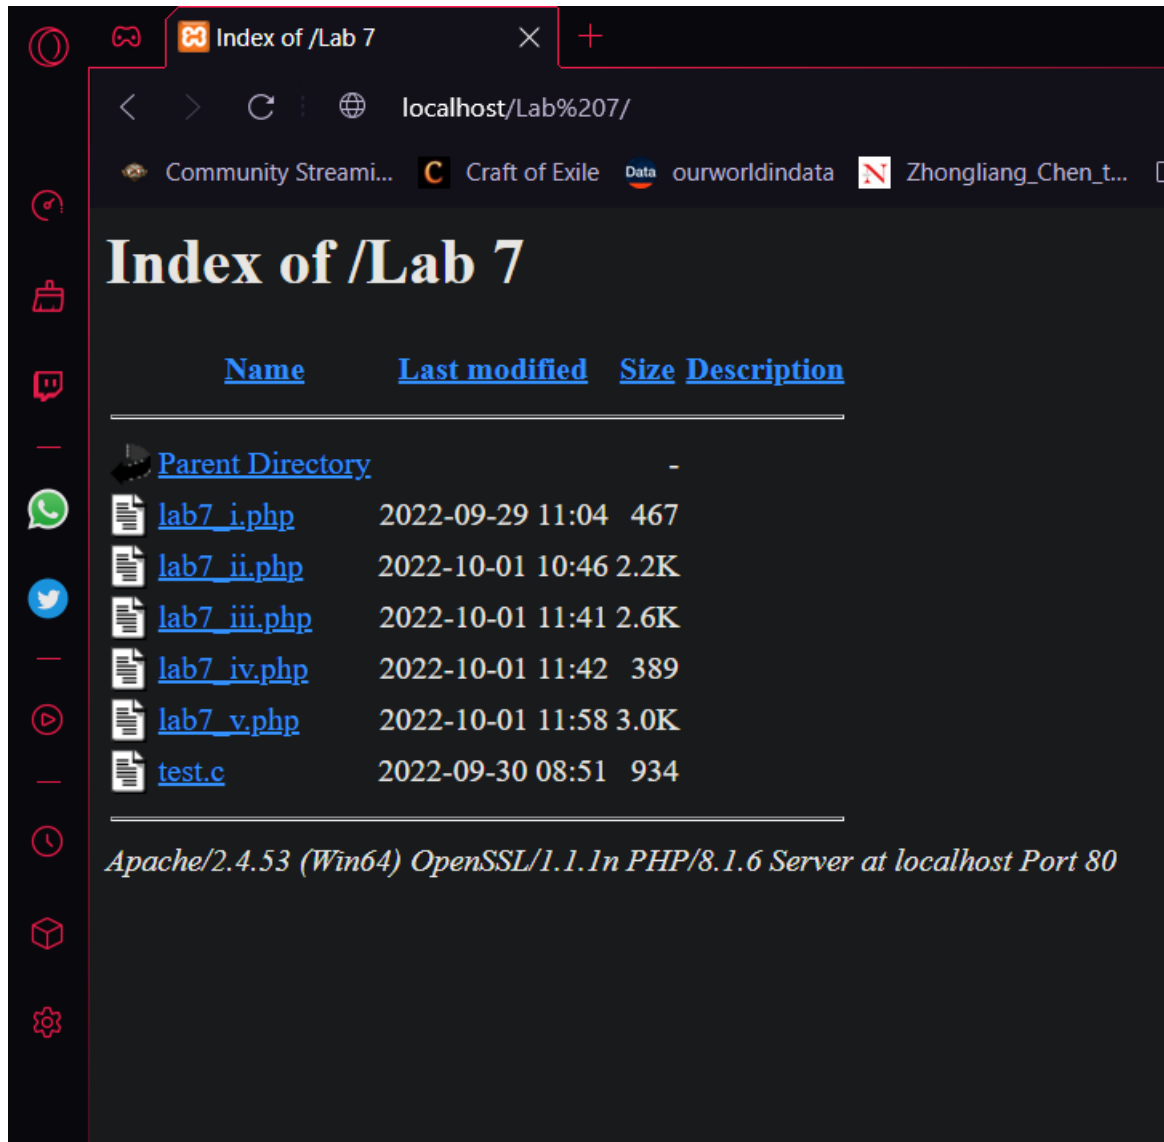 Index of /Lab 7
localhost/Lab%207/
Community Streami... C Craft of Exile Data ourworldindata N Zhongliang_Chen_t...
Index of /Lab 7
Name Last modified Size Description
Parent Directory -
lab7_i.php 2022-09-29 11:04 467
lab7_ii.php 2022-10-01 10:46 2.2K
lab7_iii.php 2022-10-01 11:41 2.6K
lab7_iv.php 2022-10-01 11:42 389
lab7_v.php 2022-10-01 11:58 3.0K
test.c 2022-09-30 08:51 934
Apache/2.4.53 (Win64) OpenSSL/1.1.1n PHP/8.1.6 Server at localhost Port 80